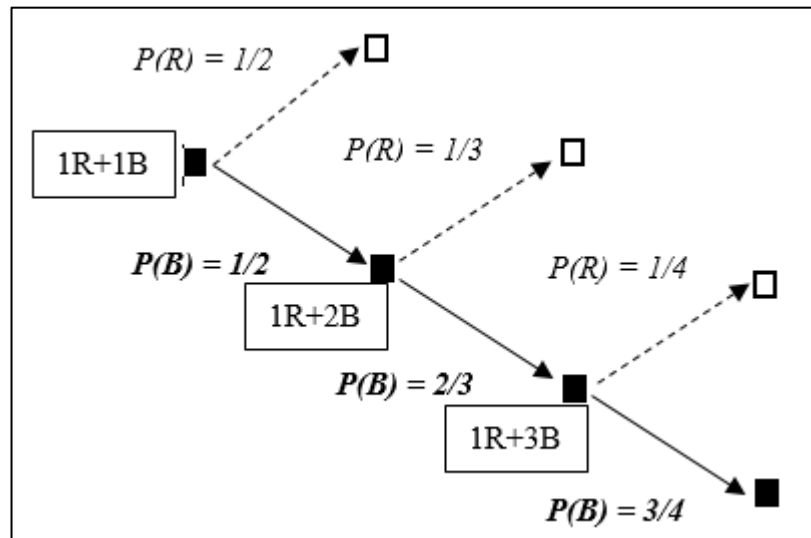 P(R) = 1/2
P(R) = 1/3
1R+1B
P(B) = 1/2
P(R) = 1/4
1R+2B
P(B) = 2/3
1R+3B
P(B) = 3/4